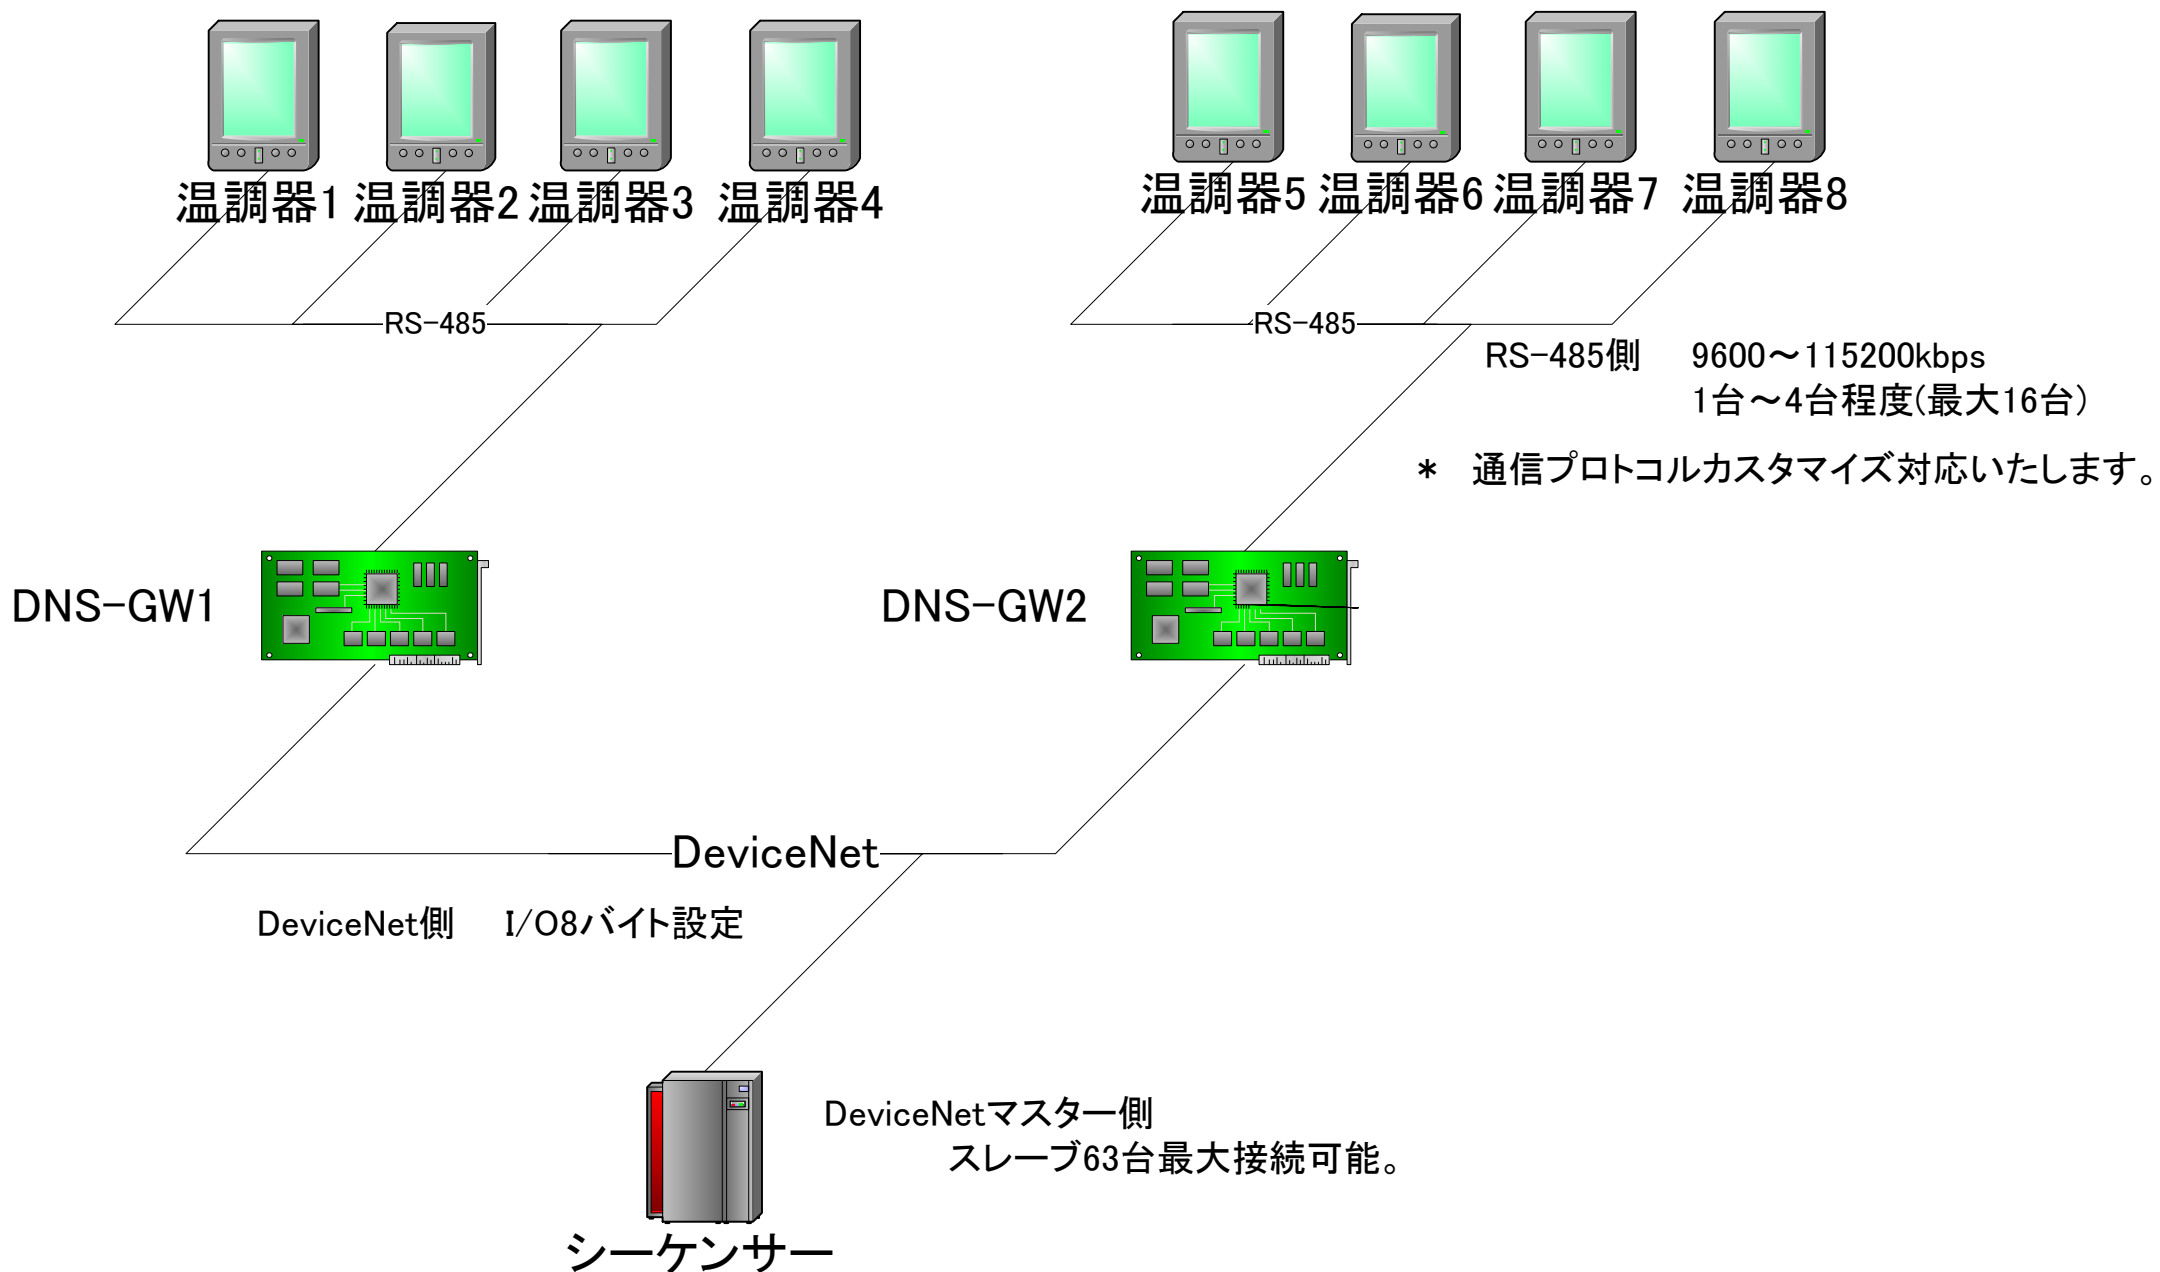 温調器1 温調器2 温調器3 温調器4 温調器5 温調器6 温調器7 温調器8
RS-485 RS-485
RS-485側 9600~115200kbps
1台~4台程度(最大16台)
* 通信プロトコルカスタマイズ対応いたします。
DNS-GW1 DNS-GW2
DeviceNet
DeviceNet側 I/O8バイト設定
DeviceNetマスター側
スレーブ63台最大接続可能。
シーケンサー